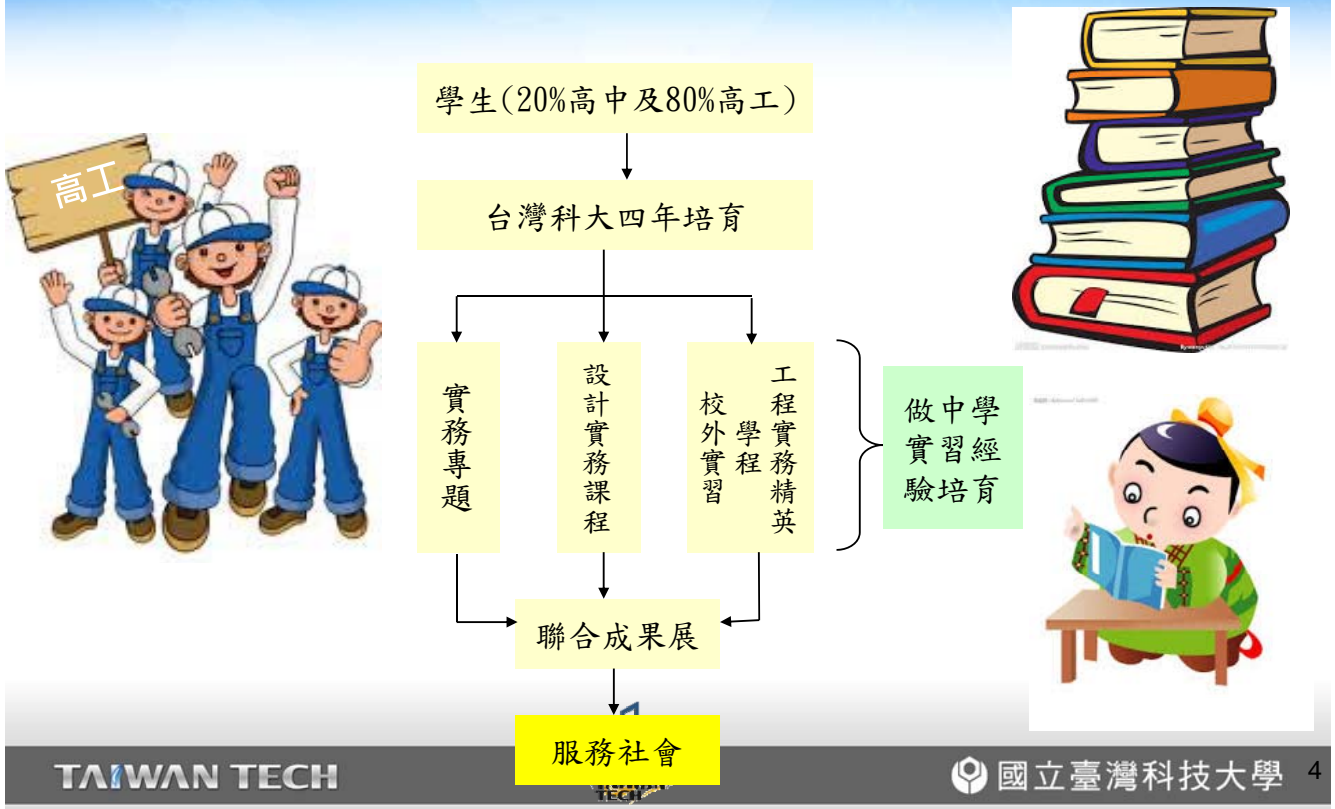 學生(20%高中及80%高工)
高工
台灣科大四年培育
實務專題
設計實務課程
工程實務精英
學程
校外實習
做中學
實習經
驗培育
聯合成果展
服務社會
TAIWAN TECH
國立臺灣科技大學
4